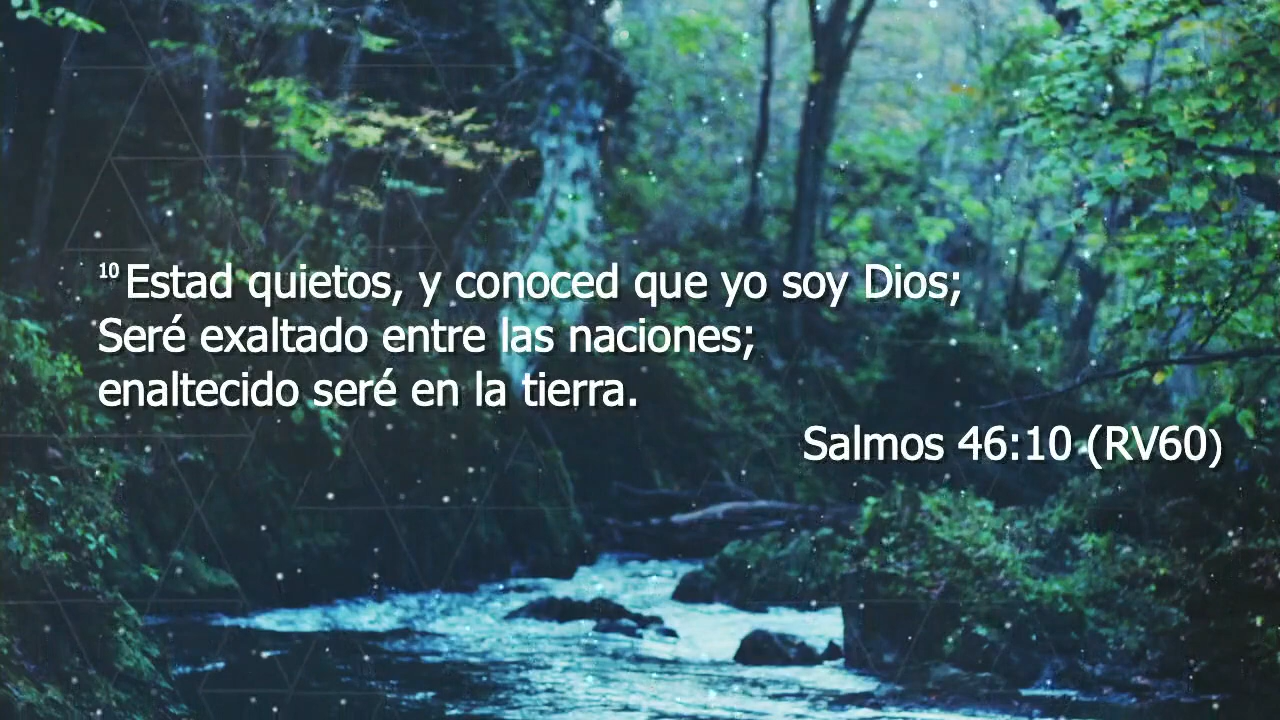 10 Estad quietos, y conoced que yo soy Dios;
Seré exaltado entre las naciones;
enaltecido seré en la tierra.
Salmos 46:10 (RV60)